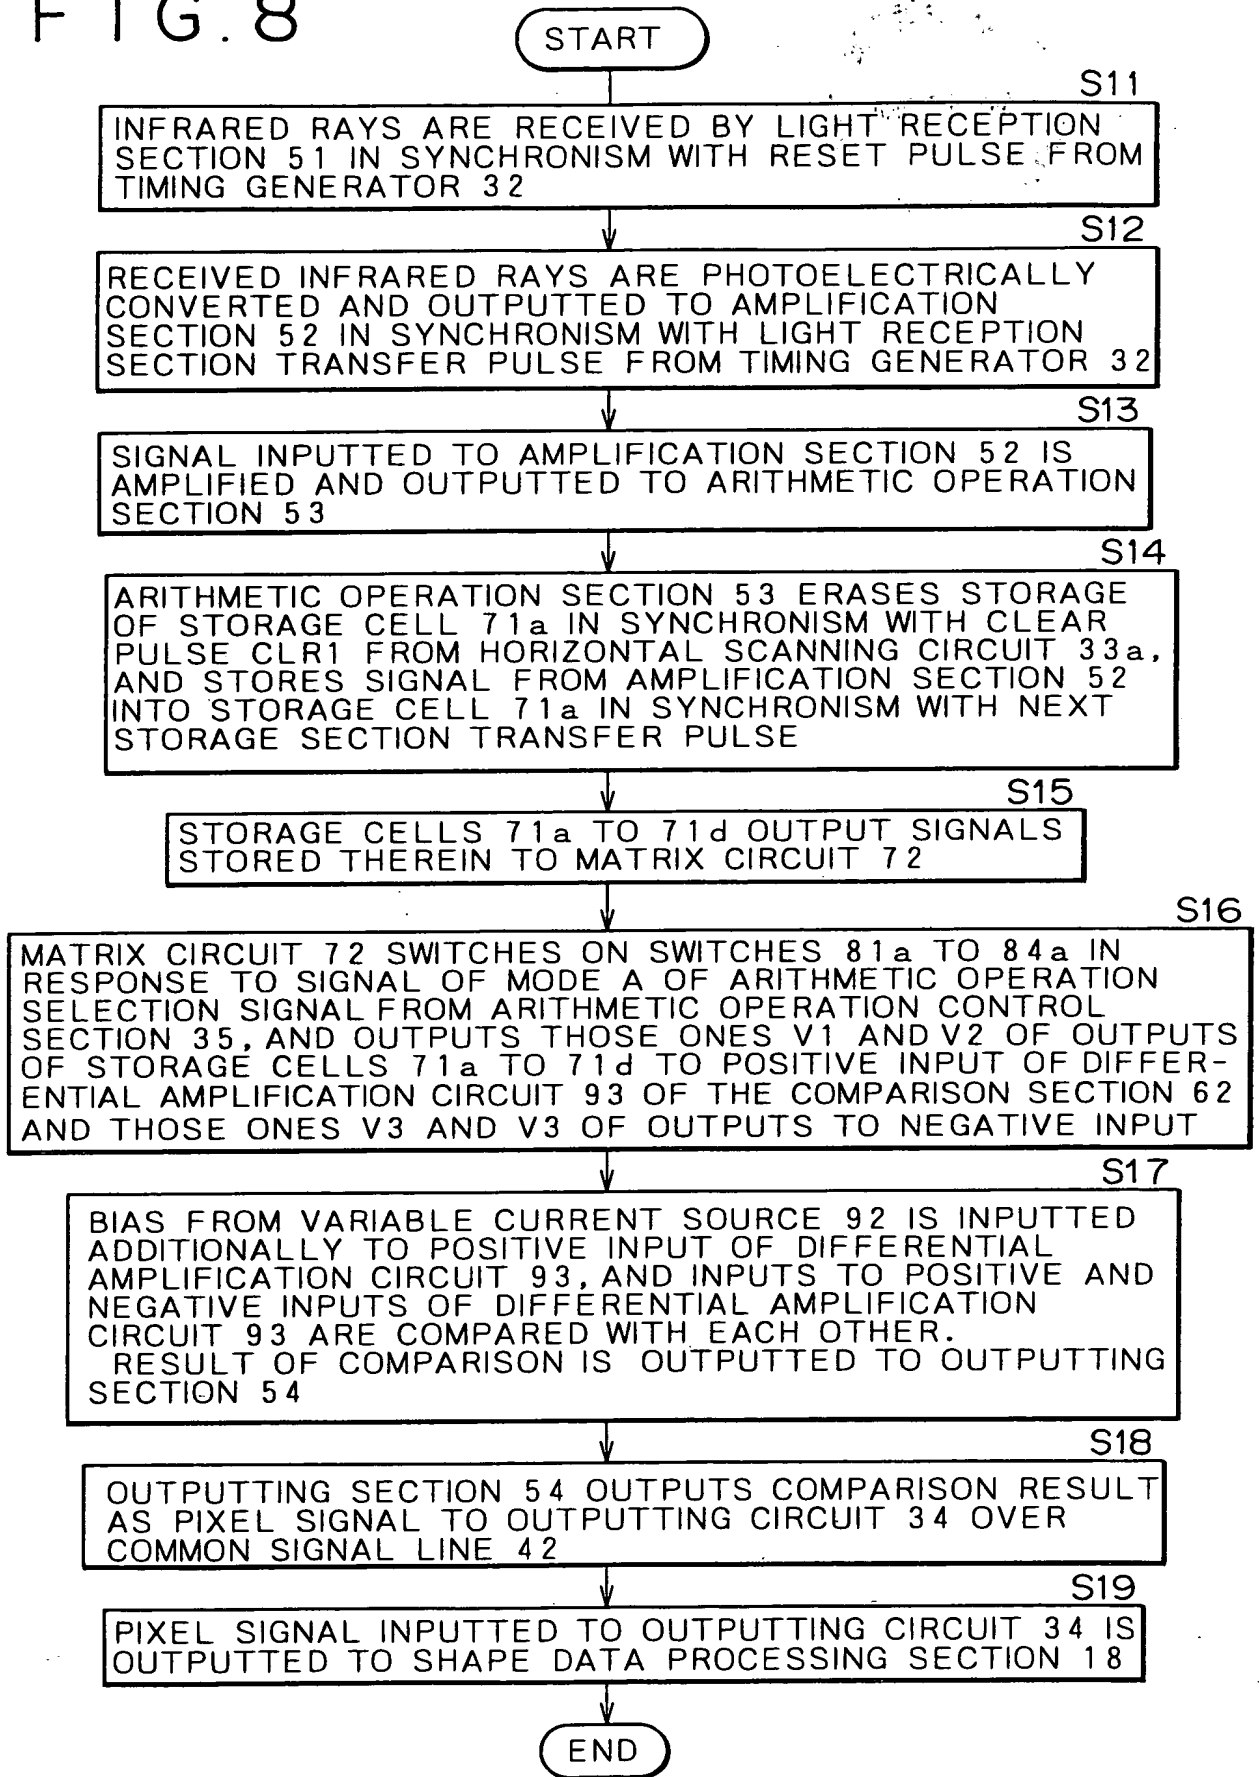 FIG.8
START
S11
INFRARED RAYS ARE RECEIVED BY LIGHT RECEPTION
SECTION 51 IN SYNCHRONISM WITH RESET PULSE FROM
TIMING GENERATOR 32
S12
RECEIVED INFRARED RAYS ARE PHOTOELECTRICALLY
CONVERTED AND OUTPUTTED TO AMPLIFICATION
SECTION 52 IN SYNCHRONISM WITH LIGHT RECEPTION
SECTION TRANSFER PULSE FROM TIMING GENERATOR 32
S13
SIGNAL INPUTTED TO AMPLIFICATION SECTION 52 IS
AMPLIFIED AND OUTPUTTED TO ARITHMETIC OPERATION
SECTION 53
S14
ARITHMETIC OPERATION SECTION 53 ERASES STORAGE
OF STORAGE CELL 71a IN SYNCHRONISM WITH CLEAR
PULSE CLR1 FROM HORIZONTAL SCANNING CIRCUIT 33a,
AND STORES SIGNAL FROM AMPLIFICATION SECTION 52
INTO STORAGE CELL 71a IN SYNCHRONISM WITH NEXT
STORAGE SECTION TRANSFER PULSE
S15
STORAGE CELLS 71a TO 71d OUTPUT SIGNALS
STORED THEREIN TO MATRIX CIRCUIT 72
S16
MATRIX CIRCUIT 72 SWITCHES ON SWITCHES 81a TO 84a IN
RESPONSE TO SIGNAL OF MODE A OF ARITHMETIC OPERATION
SELECTION SIGNAL FROM ARITHMETIC OPERATION CONTROL
SECTION 35, AND OUTPUTS THOSE ONES V1 AND V2 OF OUTPUTS
OF STORAGE CELLS 71a TO 71d TO POSITIVE INPUT OF DIFFER-
ENTIAL AMPLIFICATION CIRCUIT 93 OF THE COMPARISON SECTION 62
AND THOSE ONES V3 AND V3 OF OUTPUTS TO NEGATIVE INPUT
S17
BIAS FROM VARIABLE CURRENT SOURCE 92 IS INPUTTED
ADDITIONALLY TO POSITIVE INPUT OF DIFFERENTIAL
AMPLIFICATION CIRCUIT 93, AND INPUTS TO POSITIVE AND
NEGATIVE INPUTS OF DIFFERENTIAL AMPLIFICATION
CIRCUIT 93 ARE COMPARED WITH EACH OTHER.
RESULT OF COMPARISON IS OUTPUTTED TO OUTPUTTING
SECTION 54
S18
OUTPUTTING SECTION 54 OUTPUTS COMPARISON RESULT
AS PIXEL SIGNAL TO OUTPUTTING CIRCUIT 34 OVER
COMMON SIGNAL LINE 42
S19
PIXEL SIGNAL INPUTTED TO OUTPUTTING CIRCUIT 34 IS
OUTPUTTED TO SHAPE DATA PROCESSING SECTION 18
END